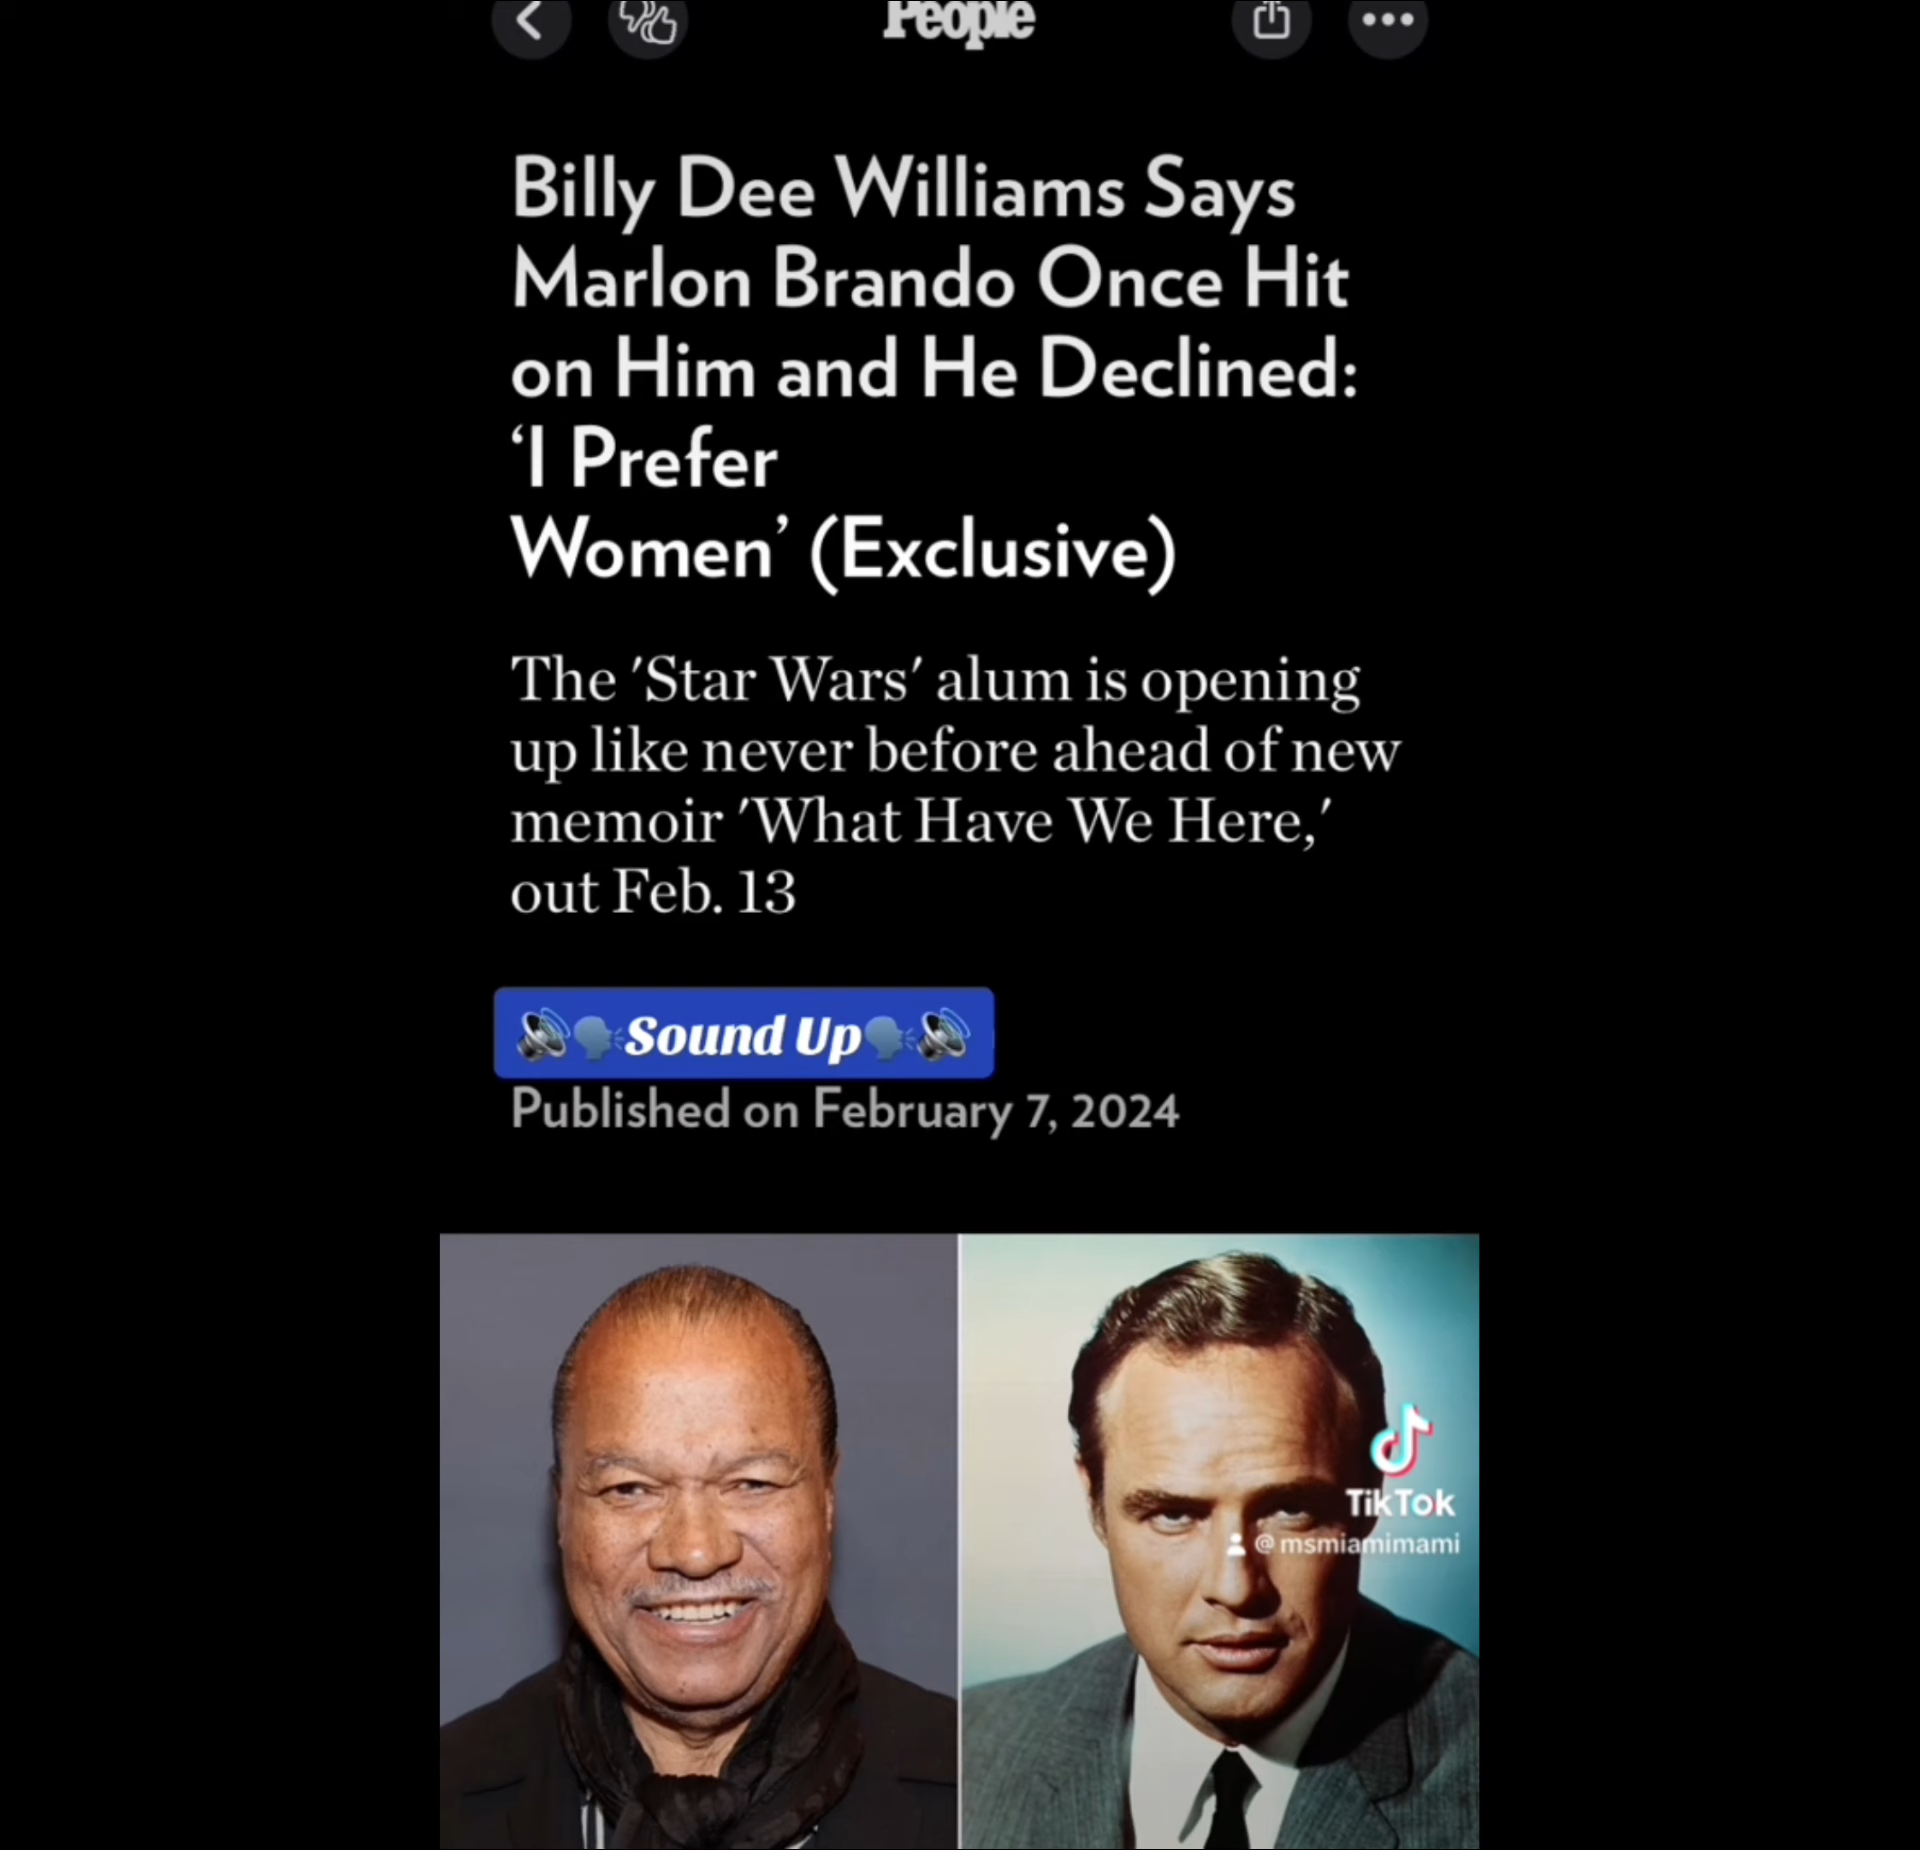 People
Billy Dee Williams Says
Marlon Brando Once Hit
on Him and He Declined:
‘I Prefer
Women’ (Exclusive)
The 'Star Wars' alum is opening
up like never before ahead of new
memoir 'What Have We Here,'
out Feb. 13
Sound Up
Published on February 7, 2024
TikTok
@msmiamimami